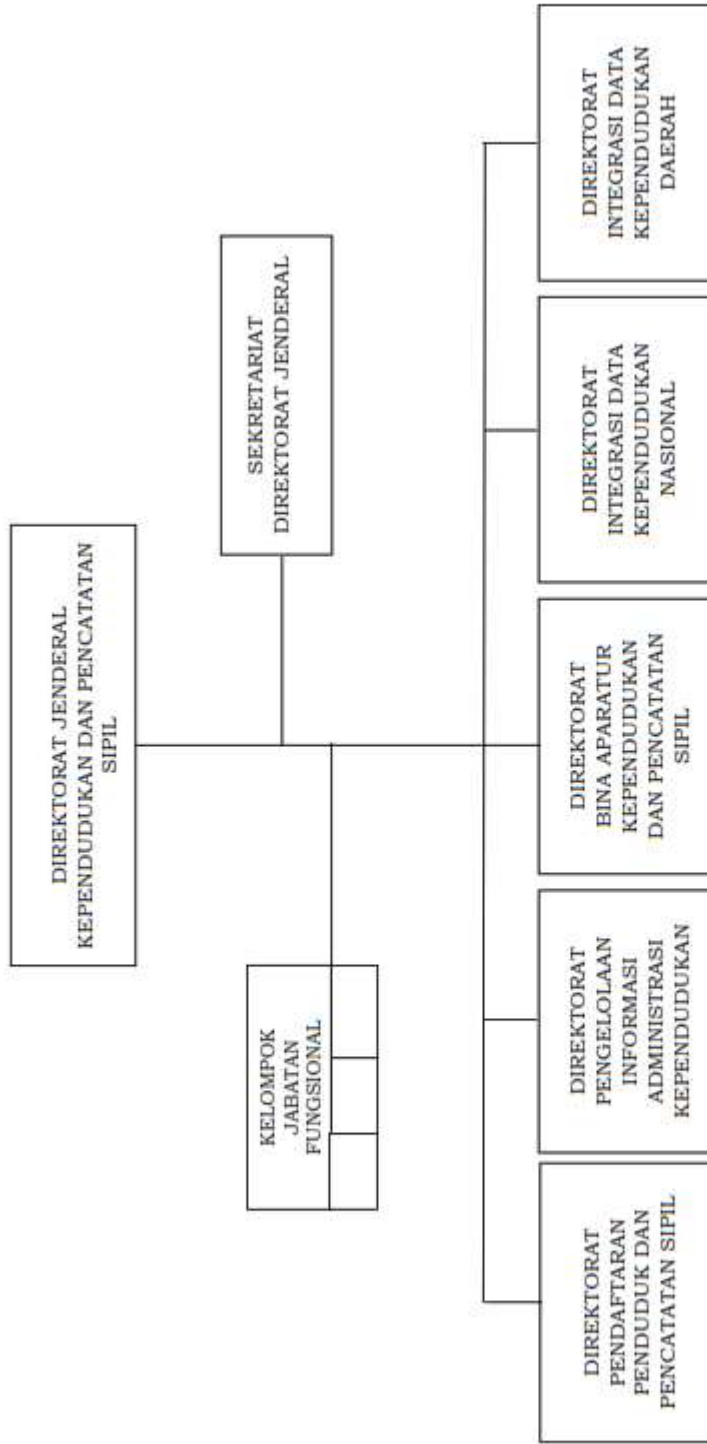 DIREKTORAT JENDERAL
KEPENDUDUKAN DAN PENCATATAN
SIPIL
SEKRETARIAT
DIREKTORAT JENDERAL
KELOMPOK
JABATAN
FUNGSIONAL
DIREKTORAT
PENDAFTARAN
PENDUDUK DAN
PENCATATAN SIPIL
DIREKTORAT
PENGELOLAAN
INFORMASI
ADMINISTRASI
KEPENDUDUKAN
DIREKTORAT
BINA APARATUR
KEPENDUDUKAN
DAN PENCATATAN
SIPIL
DIREKTORAT
INTEGRASI DATA
KEPENDUDUKAN
NASIONAL
DIREKTORAT
INTEGRASI DATA
KEPENDUDUKAN
DAERAH